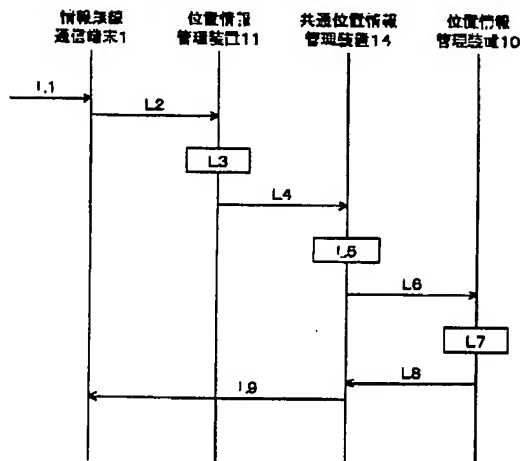 情報無線
通信端末1
位置情報
管理装置11
共通位置情報
管理装置14
位置情報
管理装置10
L1
L2
L3
L4
L5
L6
L7
L8
L9